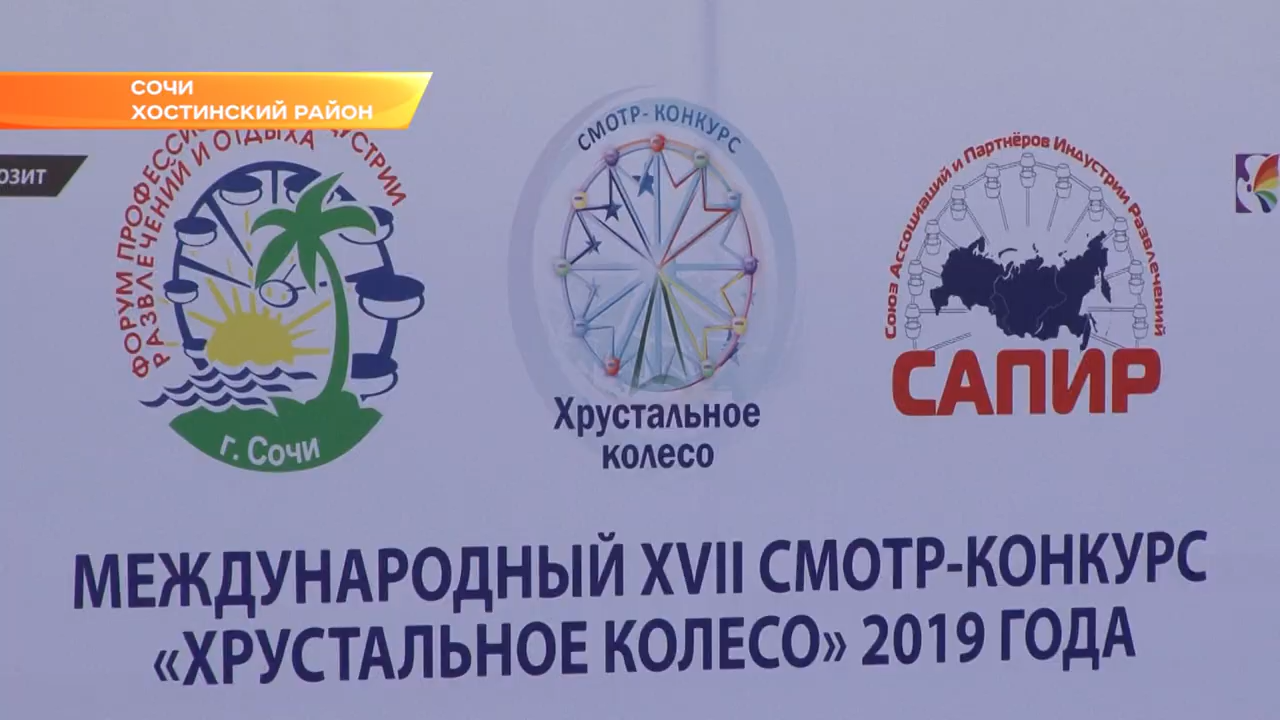 СОЧИ
ХОСТИНСКИЙ РАЙОН
ФОРУМ
РАЗВЛЕЧЕНИЙ И ОТДЫХА
г. Сочи
СМОТР-КОНКУРС
Хрустальное
колесо
Союз Ассоциаций и Партнёров Индустрии Развлечений
САПИР
МЕЖДУНАРОДНЫЙ XVII СМОТР-КОНКУРС
«ХРУСТАЛЬНОЕ КОЛЕСО» 2019 ГОДА